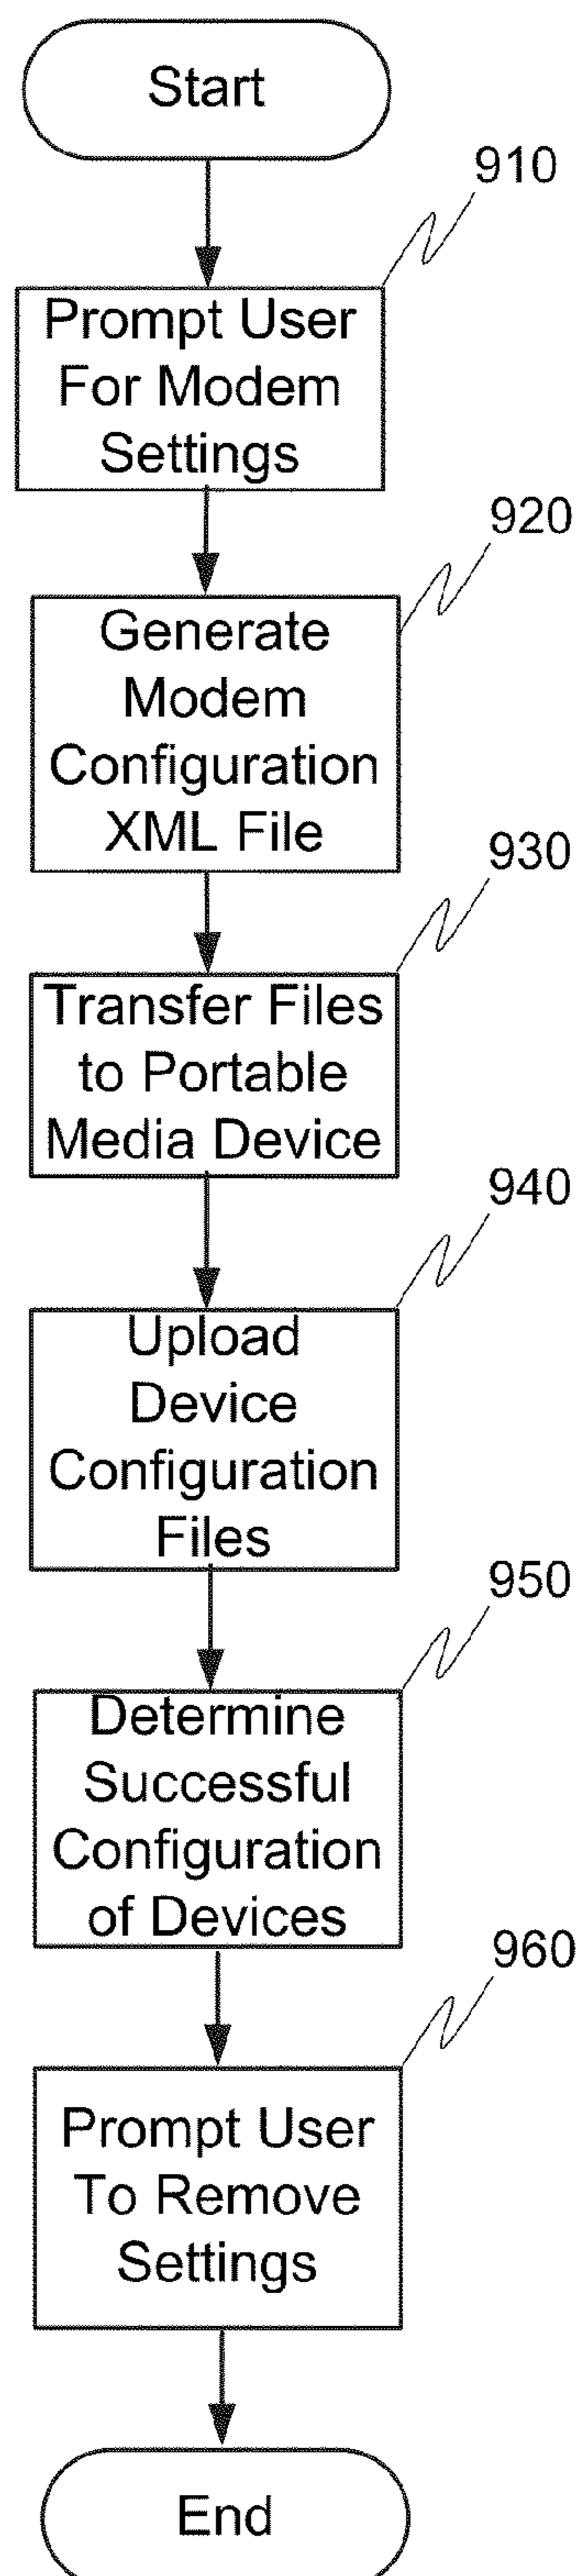 Start
910
Prompt User
For Modem
Settings
920
Generate
Modem
Configuration
XML File
930
Transfer Files
to Portable
Media Device
940
Upload
Device
Configuration
Files
950
Determine
Successful
Configuration
of Devices
960
Prompt User
To Remove
Settings
End